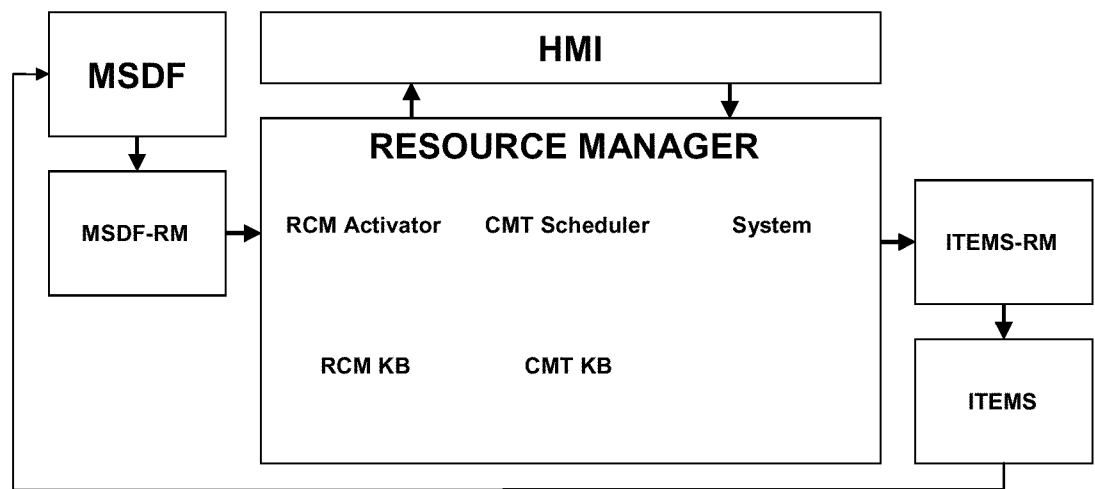 MSDF
HMI
RESOURCE MANAGER
MSDF-RM
RCM Activator
CMT Scheduler
System
ITEMS-RM
RCM KB
CMT KB
ITEMS